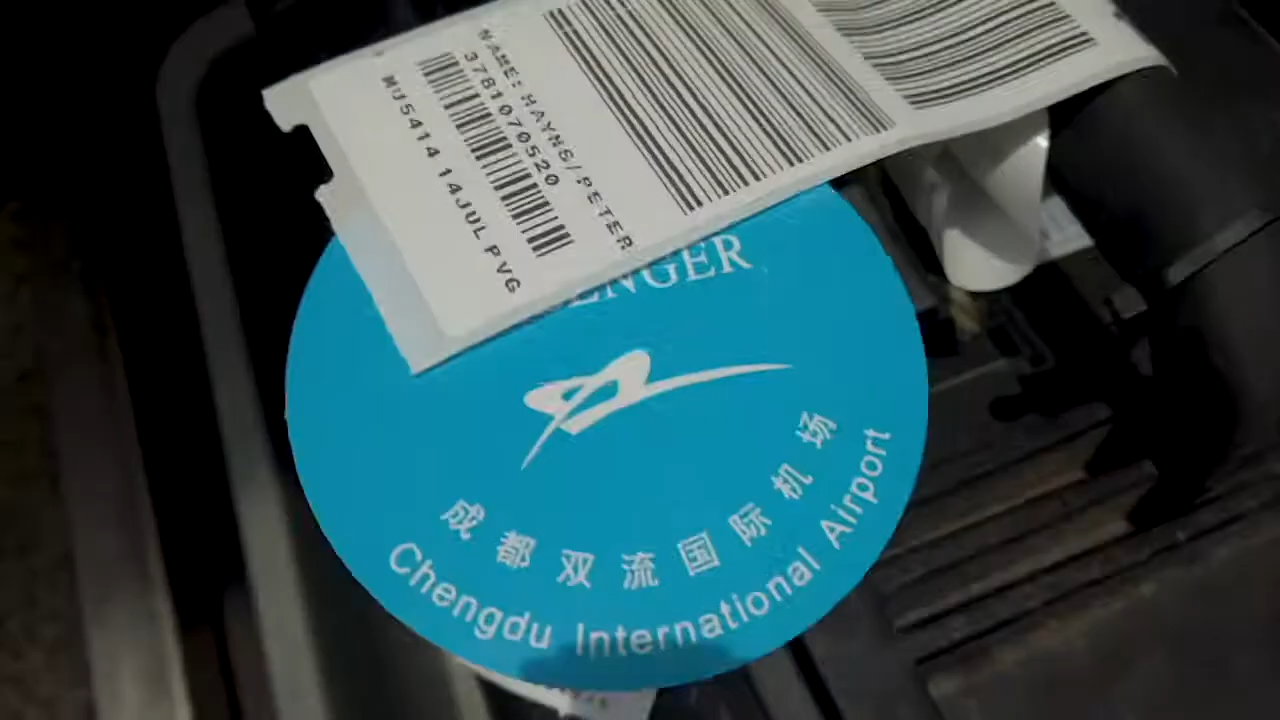 NAME: HAYNS/PETER
3781070520
MU5414 14JUL PVG
ENGER
成都双流国际机场
Chengdu International Airport